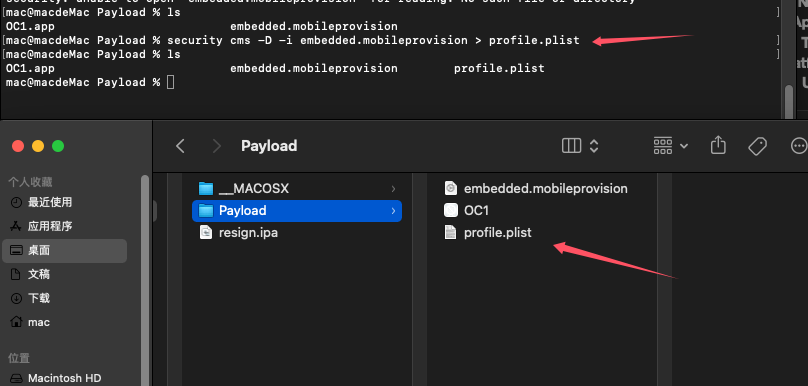 mac@macdeMac Payload % ls
OC1.app embedded.mobileprovision
mac@macdeMac Payload % security cms -D -i embedded.mobileprovision > profile.plist
mac@macdeMac Payload % ls
OC1.app embedded.mobileprovision profile.plist
mac@macdeMac Payload %
Payload
个人收藏
最近使用
应用程序
桌面
文稿
下载
mac
位置
Macintosh HD
__MACOSX
Payload
resign.ipa
embedded.mobileprovision
OC1
profile.plist